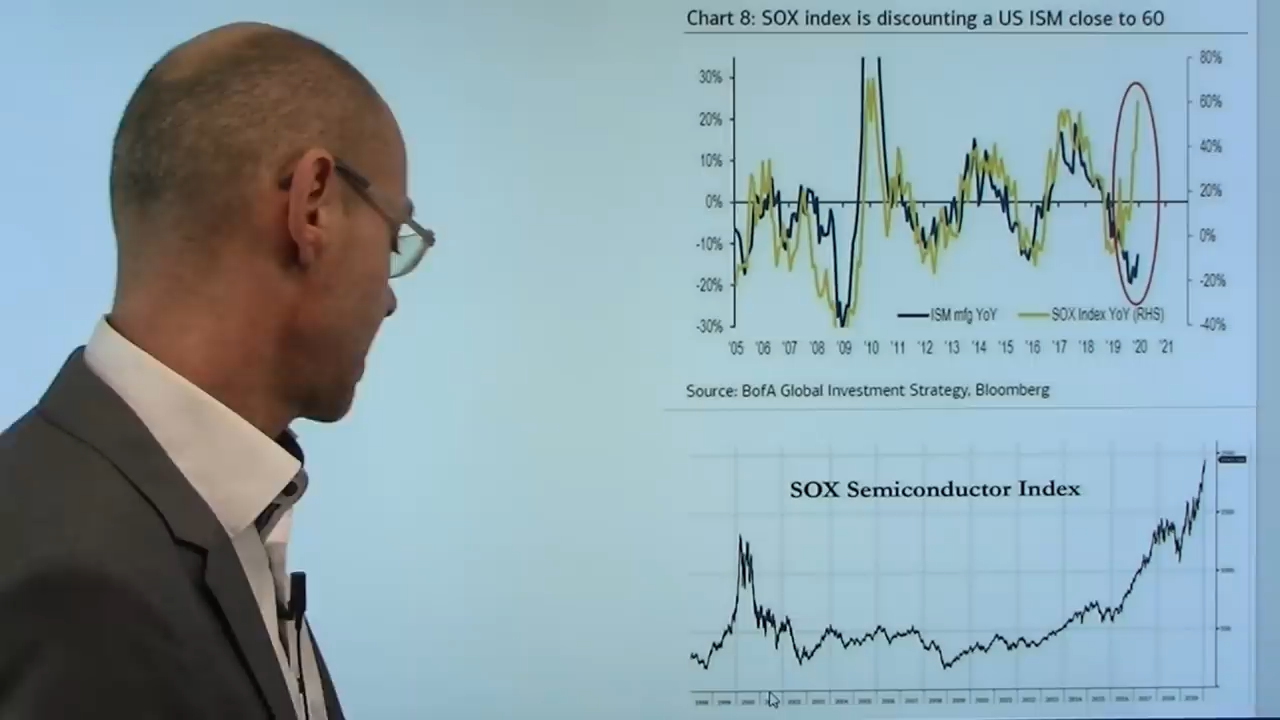 Chart 8: SOX index is discounting a US ISM close to 60
30% 80%
20% 60%
10% 40%
0% 20%
-10% 0%
-20% -20%
-30% -40%
ISM mfg YoY SOX Index YoY (RHS)
'05 '06 '07 '08 '09 '10 '11 '12 '13 '14 '15 '16 '17 '18 '19 '20 '21
Source: BofA Global Investment Strategy, Bloomberg
SOX Semiconductor Index